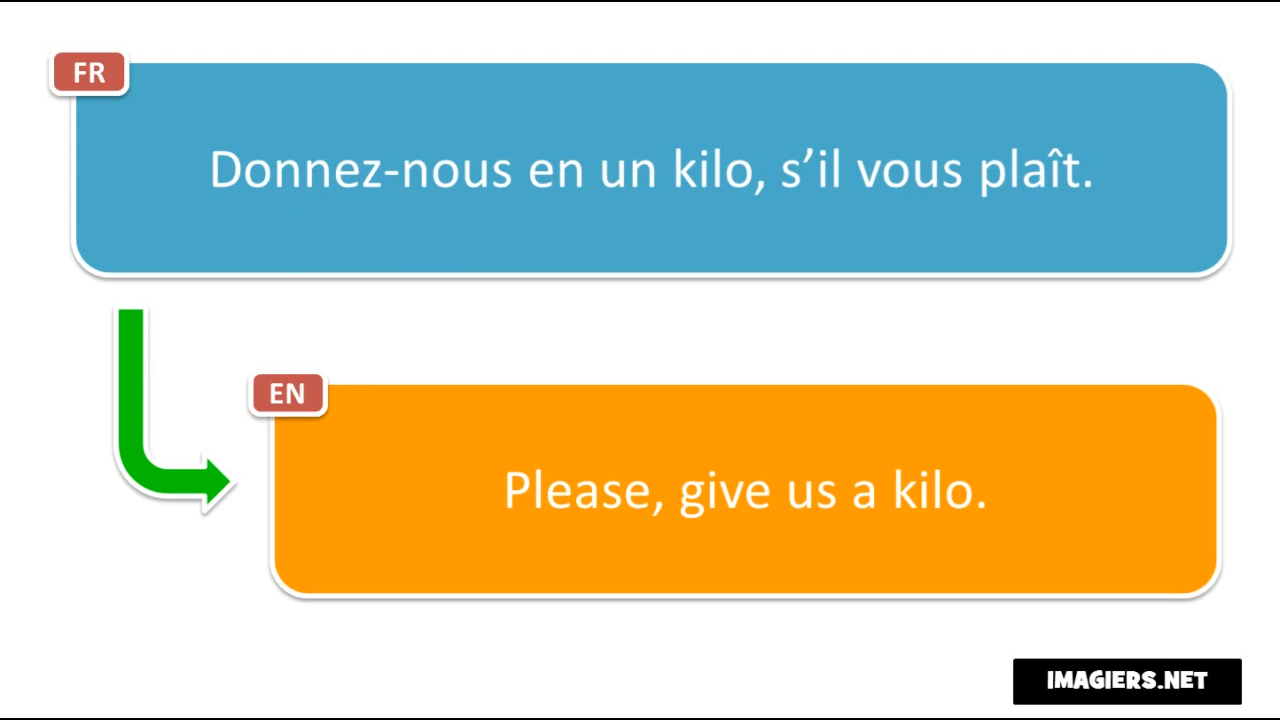 FR
Donnez-nous en un kilo, s’il vous plaît.
EN
Please, give us a kilo.
IMAGIERS.NET